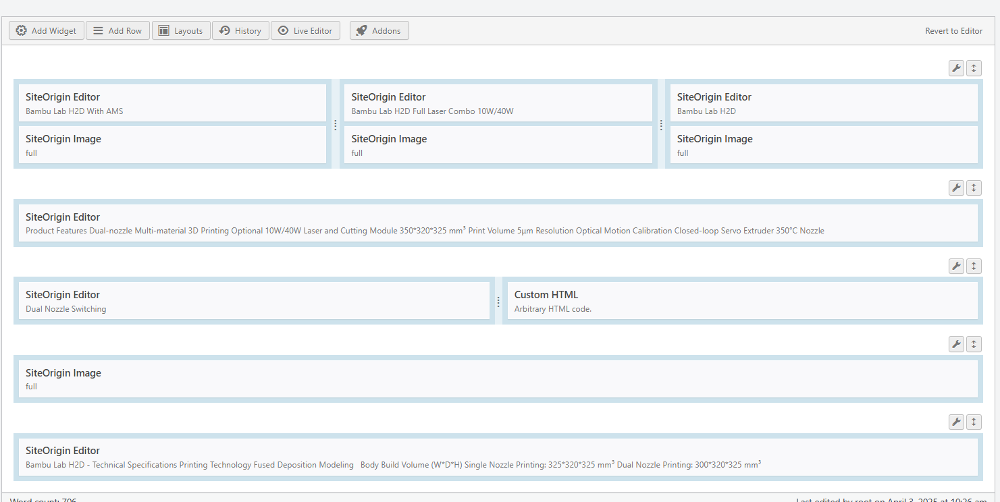 Add Widget Add Row Layouts History Live Editor Addons Revert to Editor
SiteOrigin Editor
Bambu Lab H2D With AMS
SiteOrigin Image
full
SiteOrigin Editor
Bambu Lab H2D Full Laser Combo 10W/40W
SiteOrigin Image
full
SiteOrigin Editor
Bambu Lab H2D
SiteOrigin Image
full
SiteOrigin Editor
Product Features Dual-nozzle Multi-material 3D Printing Optional 10W/40W Laser and Cutting Module 350*320*325 mm³ Print Volume 5μm Resolution Optical Motion Calibration Closed-loop Servo Extruder 350°C Nozzle
SiteOrigin Editor
Dual Nozzle Switching
Custom HTML
Arbitrary HTML code.
SiteOrigin Image
full
SiteOrigin Editor
Bambu Lab H2D - Technical Specifications Printing Technology Fused Deposition Modeling   Body Build Volume (W*D*H) Single Nozzle Printing: 325*320*325 mm³ Dual Nozzle Printing: 300*320*325 mm³
Word count: 706 Last edited by root on April 3, 2025 at 10:26 am